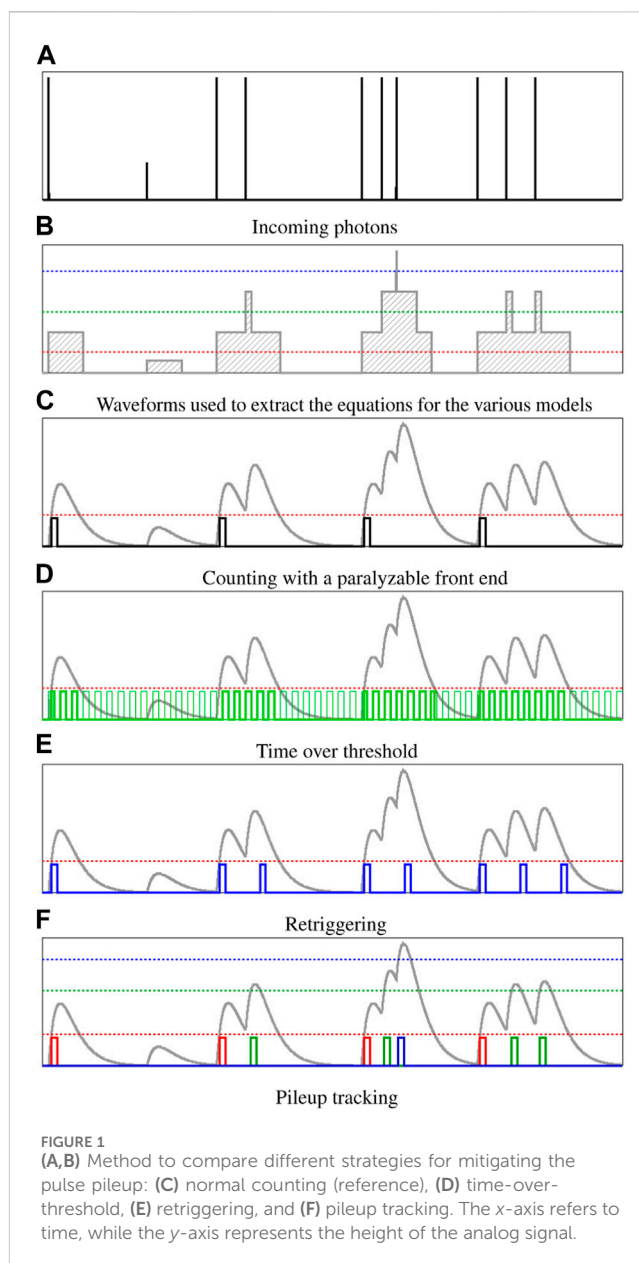 A
Incoming photons
B
Waveforms used to extract the equations for the various models
C
Counting with a paralyzable front end
D
Time over threshold
E
Retriggering
F
Pileup tracking
FIGURE 1
(A,B) Method to compare different strategies for mitigating the
pulse pileup: (C) normal counting (reference), (D) time-over-
threshold, (E) retriggering, and (F) pileup tracking. The x-axis refers to
time, while the y-axis represents the height of the analog signal.